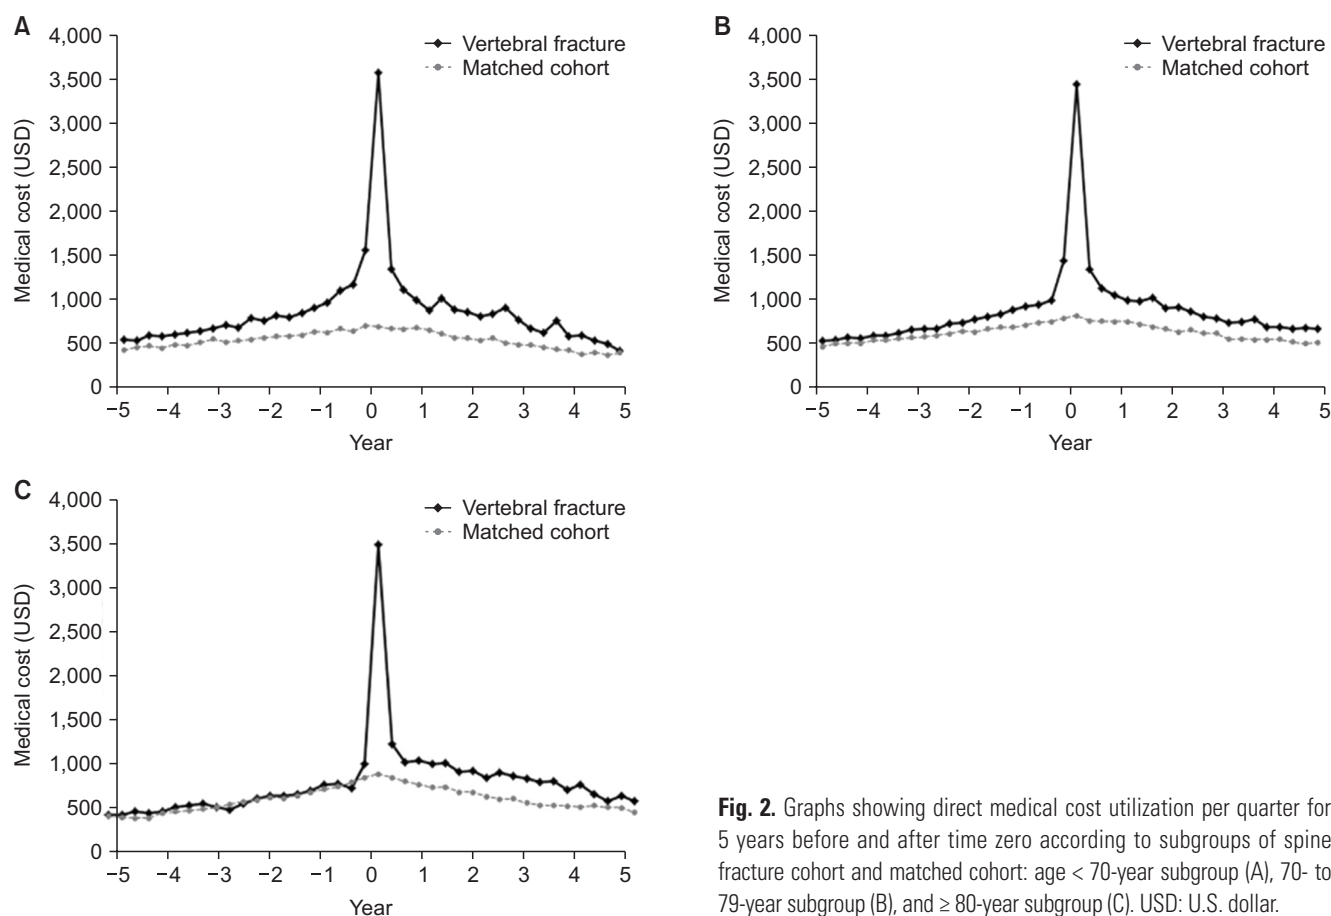 A
4,000
3,500
3,000
2,500
2,000
1,500
1,000
500
0
Medical cost (USD)
Vertebral fracture
Matched cohort
−5 −4 −3 −2 −1 0 1 2 3 4 5
Year
B
4,000
3,500
3,000
2,500
2,000
1,500
1,000
500
0
Medical cost (USD)
Vertebral fracture
Matched cohort
−5 −4 −3 −2 −1 0 1 2 3 4 5
Year
C
4,000
3,500
3,000
2,500
2,000
1,500
1,000
500
0
Medical cost (USD)
Vertebral fracture
Matched cohort
−5 −4 −3 −2 −1 0 1 2 3 4 5
Year
Fig. 2. Graphs showing direct medical cost utilization per quarter for
5 years before and after time zero according to subgroups of spine
fracture cohort and matched cohort: age < 70-year subgroup (A), 70- to
79-year subgroup (B), and ≥ 80-year subgroup (C). USD: U.S. dollar.